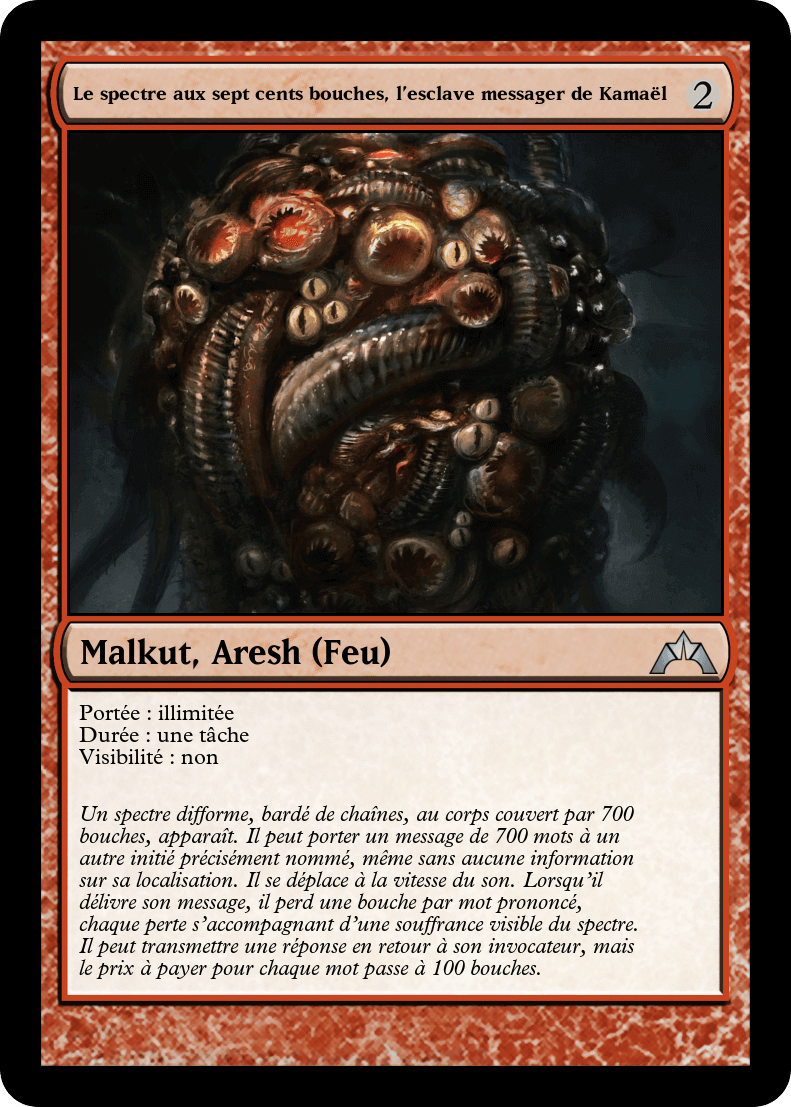 Le spectre aux sept cents bouches, l'esclave messager de Kamaël 2
Malkut, Aresh (Feu)
Portée : illimitée
Durée : une tâche
Visibilité : non
Un spectre difforme, bardé de chaînes, au corps couvert par 700
bouches, apparaît. Il peut porter un message de 700 mots à un
autre initié précisément nommé, même sans aucune information
sur sa localisation. Il se déplace à la vitesse du son. Lorsqu'il
délivre son message, il perd une bouche par mot prononcé,
chaque perte s'accompagnant d'une souffrance visible du spectre.
Il peut transmettre une réponse en retour à son invocateur, mais
le prix à payer pour chaque mot passe à 100 bouches.